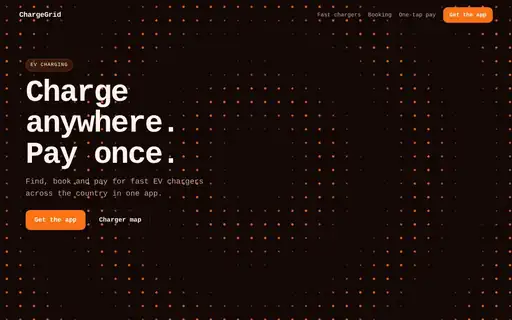 ChargeGrid
Fast chargers Booking One-tap pay Get the app
EV CHARGING
Charge
anywhere.
Pay once.
Find, book and pay for fast EV chargers
across the country in one app.
Get the app Charger map